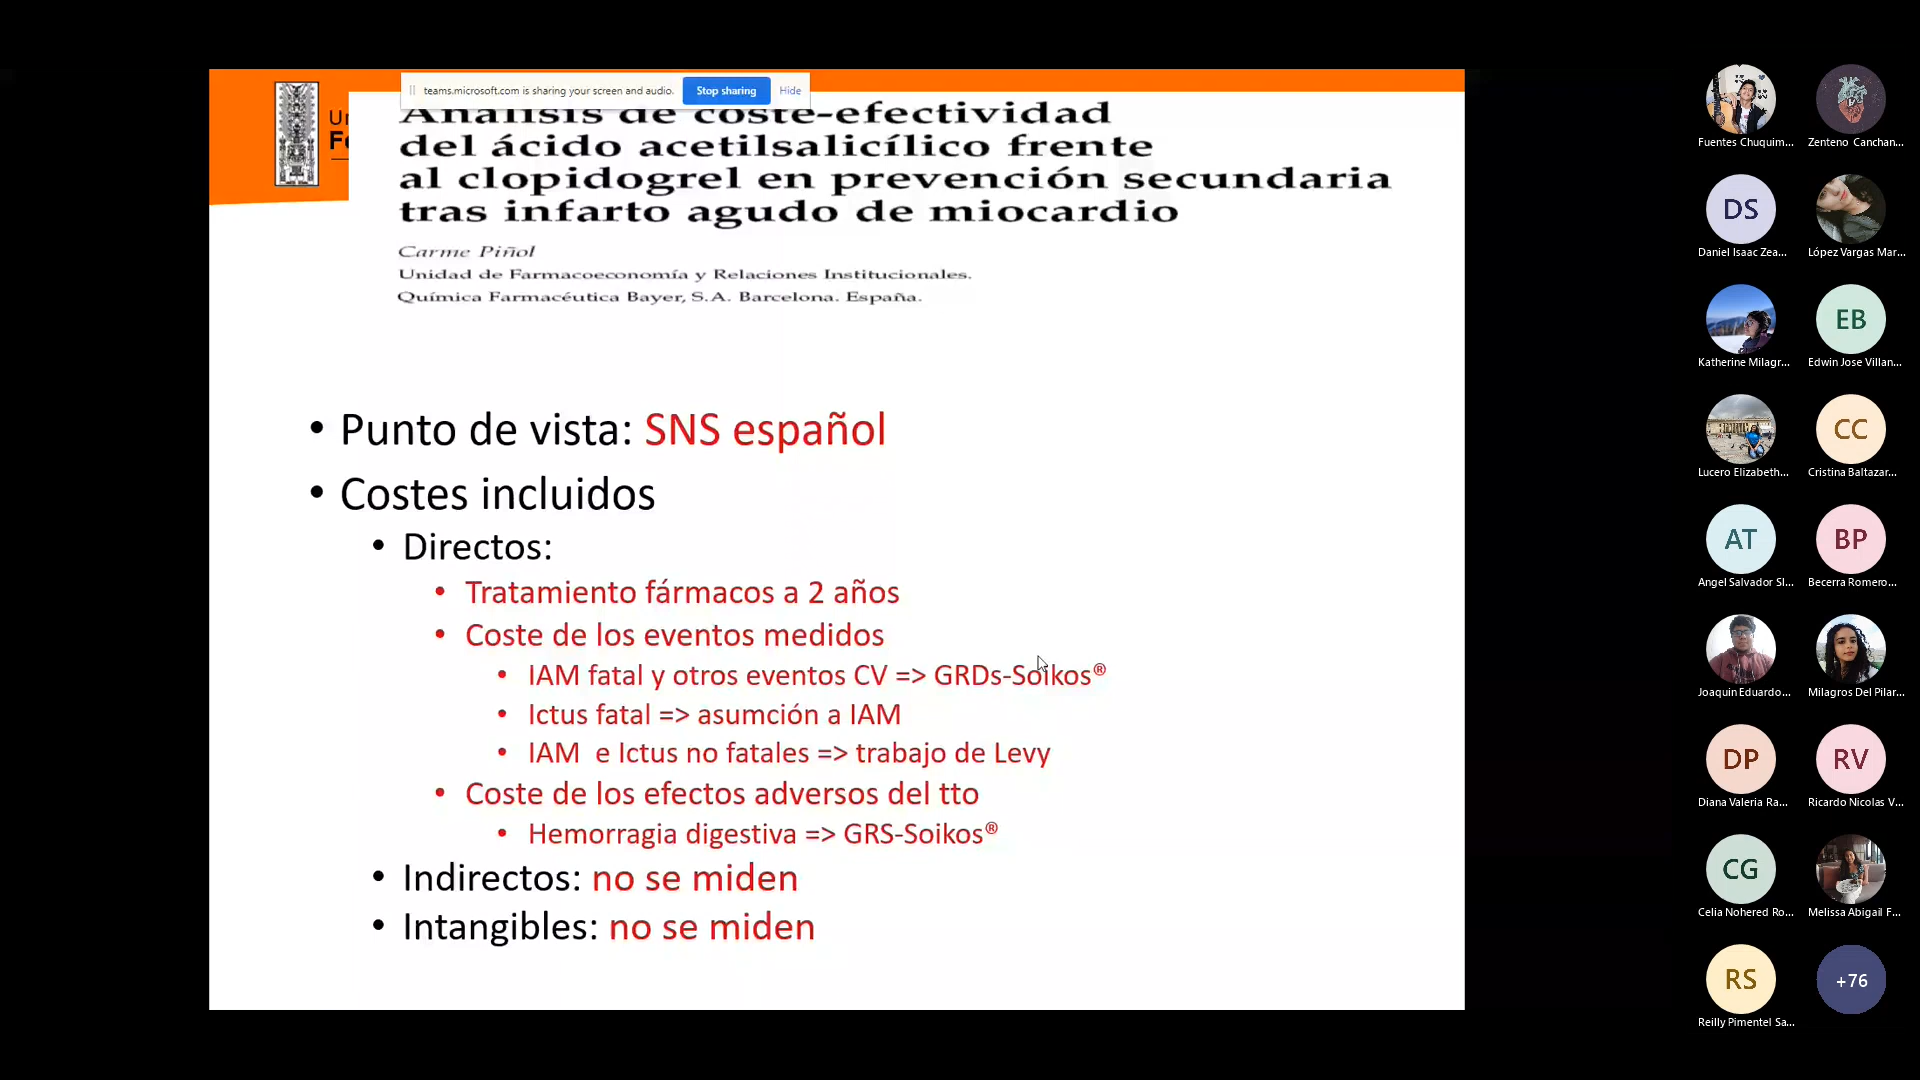 teams.microsoft.com is sharing your screen and audio.
Stop sharing
Hide
Análisis de coste-efectividad
del ácido acetilsalicílico frente
al clopidogrel en prevención secundaria
tras infarto agudo de miocardio
Carme Piñol
Unidad de Farmacoeconomía y Relaciones Institucionales.
Química Farmacéutica Bayer, S.A. Barcelona. España.
• Punto de vista: SNS español
• Costes incluidos
• Directos:
• Tratamiento fármacos a 2 años
• Coste de los eventos medidos
• IAM fatal y otros eventos CV => GRDs-Soikos®
• Ictus fatal => asumción a IAM
• IAM e Ictus no fatales => trabajo de Levy
• Coste de los efectos adversos del tto
• Hemorragia digestiva => GRS-Soikos®
• Indirectos: no se miden
• Intangibles: no se miden
Fuentes Chuquim...
Zenteno Canchan...
DS
Daniel Isaac Zea...
López Vargas Mar...
Katherine Milagr...
EB
Edwin Jose Villan...
Lucero Elizabeth...
CC
Cristina Baltazar...
AT
Angel Salvador Sl...
BP
Becerra Romero...
Joaquin Eduardo...
Milagros Del Pilar...
DP
Diana Valeria Ra...
RV
Ricardo Nicolas V...
CG
Celia Nohered Ro...
Melissa Abigail F...
RS
Reilly Pimentel Sa...
+76